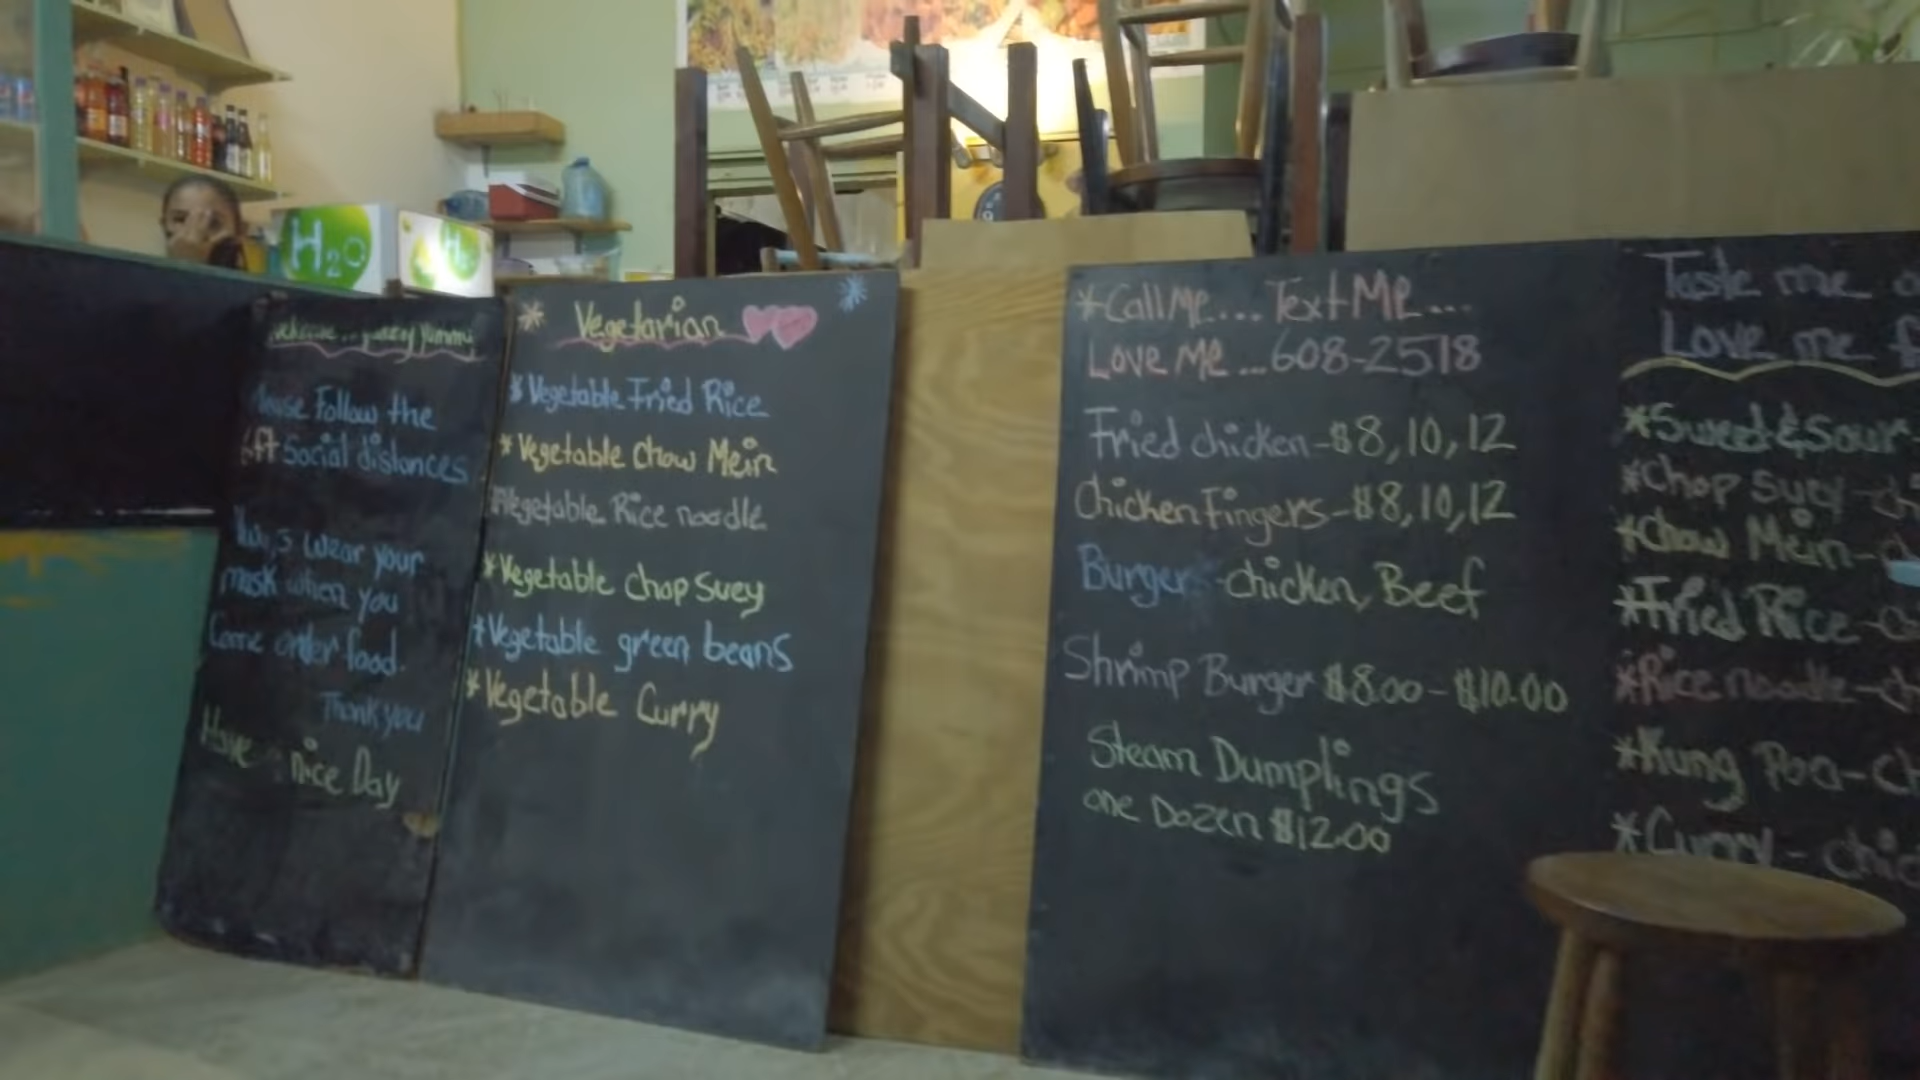 H2O
yummy
Follow the
6ft Social distances
wear your
mask when you
Come order food.
Thank you
Have nice Day
* Vegetarian *
* Vegetable Fried Rice
* Vegetable Chow Mein
Vegetable Rice noodle
* Vegetable chop suey
* Vegetable green beans
* Vegetable Curry
* Call Me.... Text Me....
Love Me ... 608-2518
Fried chicken - $8, 10, 12
Chicken Fingers - $8, 10, 12
Burgers - chicken, Beef
Shrimp Burger $8.00 - $10.00
Steam Dumplings
one Dozen $12.00
Taste me
Love me
* Sweet & Sour
* Chop Suey -
* Chow Mein -
* Fried Rice -
* Rice noodle -
* Kung Poa -
* Curry -